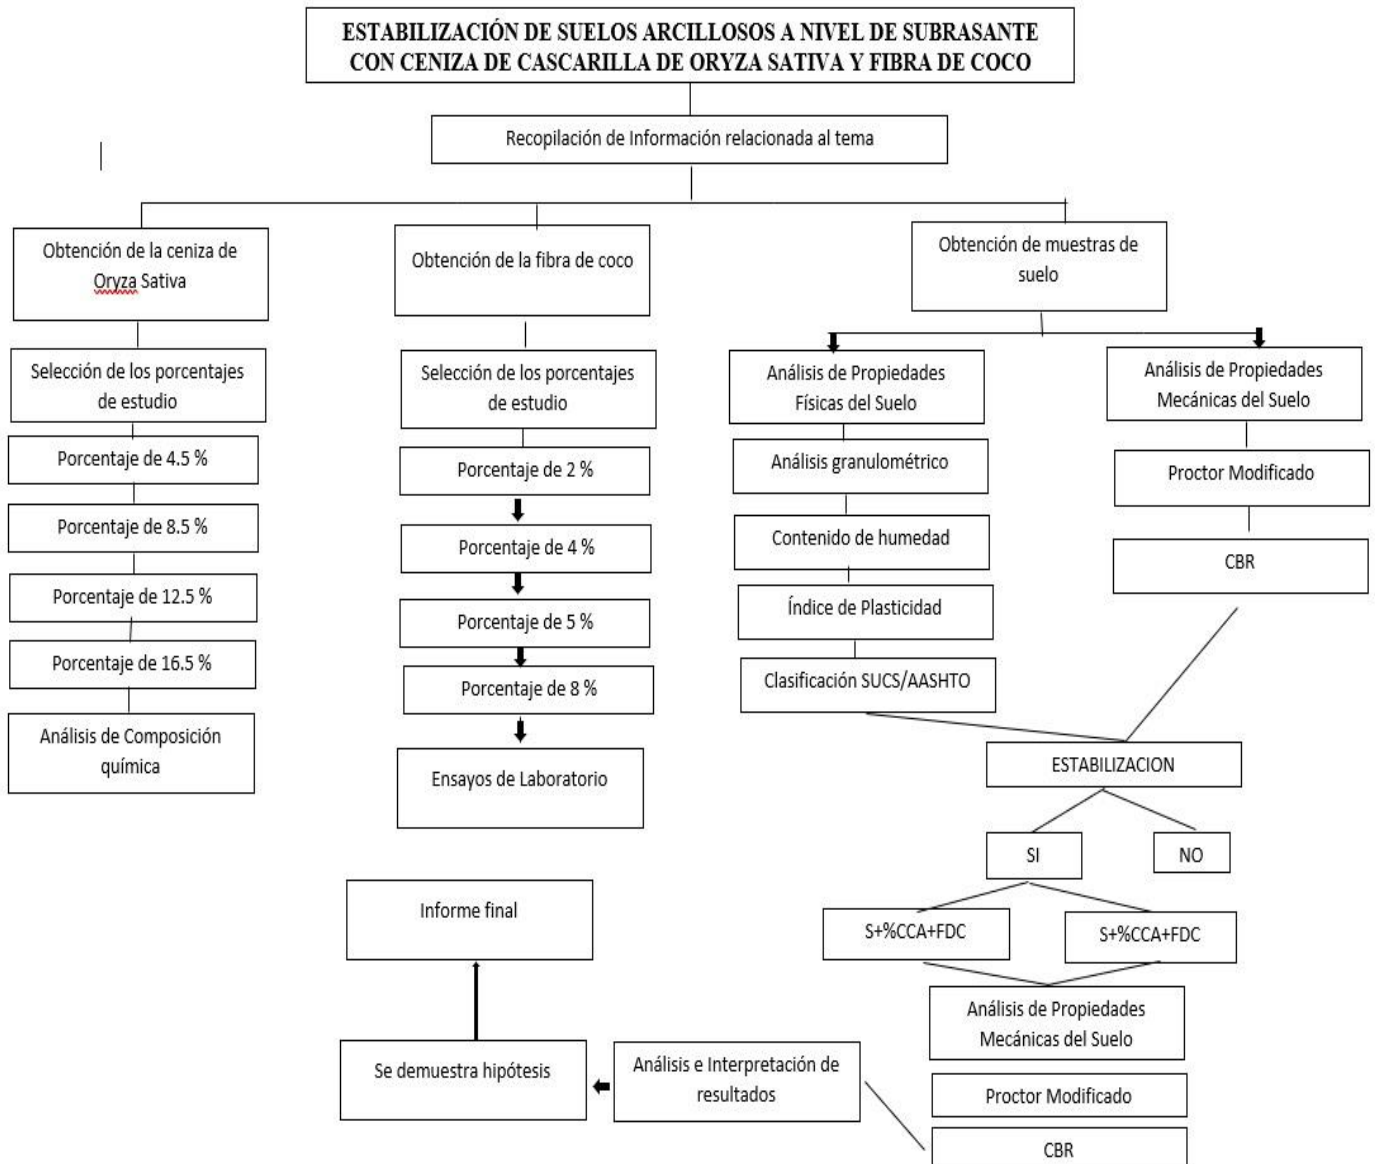 ESTABILIZACIÓN DE SUELOS ARCILLOSOS A NIVEL DE SUBRASANTE
CON CENIZA DE CASCARILLA DE ORYZA SATIVA Y FIBRA DE COCO
Recopilación de Información relacionada al tema
Obtención de la ceniza de
Oryza Sativa
Selección de los porcentajes
de estudio
Porcentaje de 4.5 %
Porcentaje de 8.5 %
Porcentaje de 12.5 %
Porcentaje de 16.5 %
Análisis de Composición
química
Obtención de la fibra de coco
Selección de los porcentajes
de estudio
Porcentaje de 2 %
Porcentaje de 4 %
Porcentaje de 5 %
Porcentaje de 8 %
Ensayos de Laboratorio
Obtención de muestras de
suelo
Análisis de Propiedades
Físicas del Suelo
Análisis granulométrico
Contenido de humedad
Índice de Plasticidad
Clasificación SUCS/AASHTO
Análisis de Propiedades
Mecánicas del Suelo
Proctor Modificado
CBR
ESTABILIZACION
SI
NO
S+%CCA+FDC
S+%CCA+FDC
Análisis de Propiedades
Mecánicas del Suelo
Proctor Modificado
CBR
Análisis e Interpretación de
resultados
Se demuestra hipótesis
Informe final